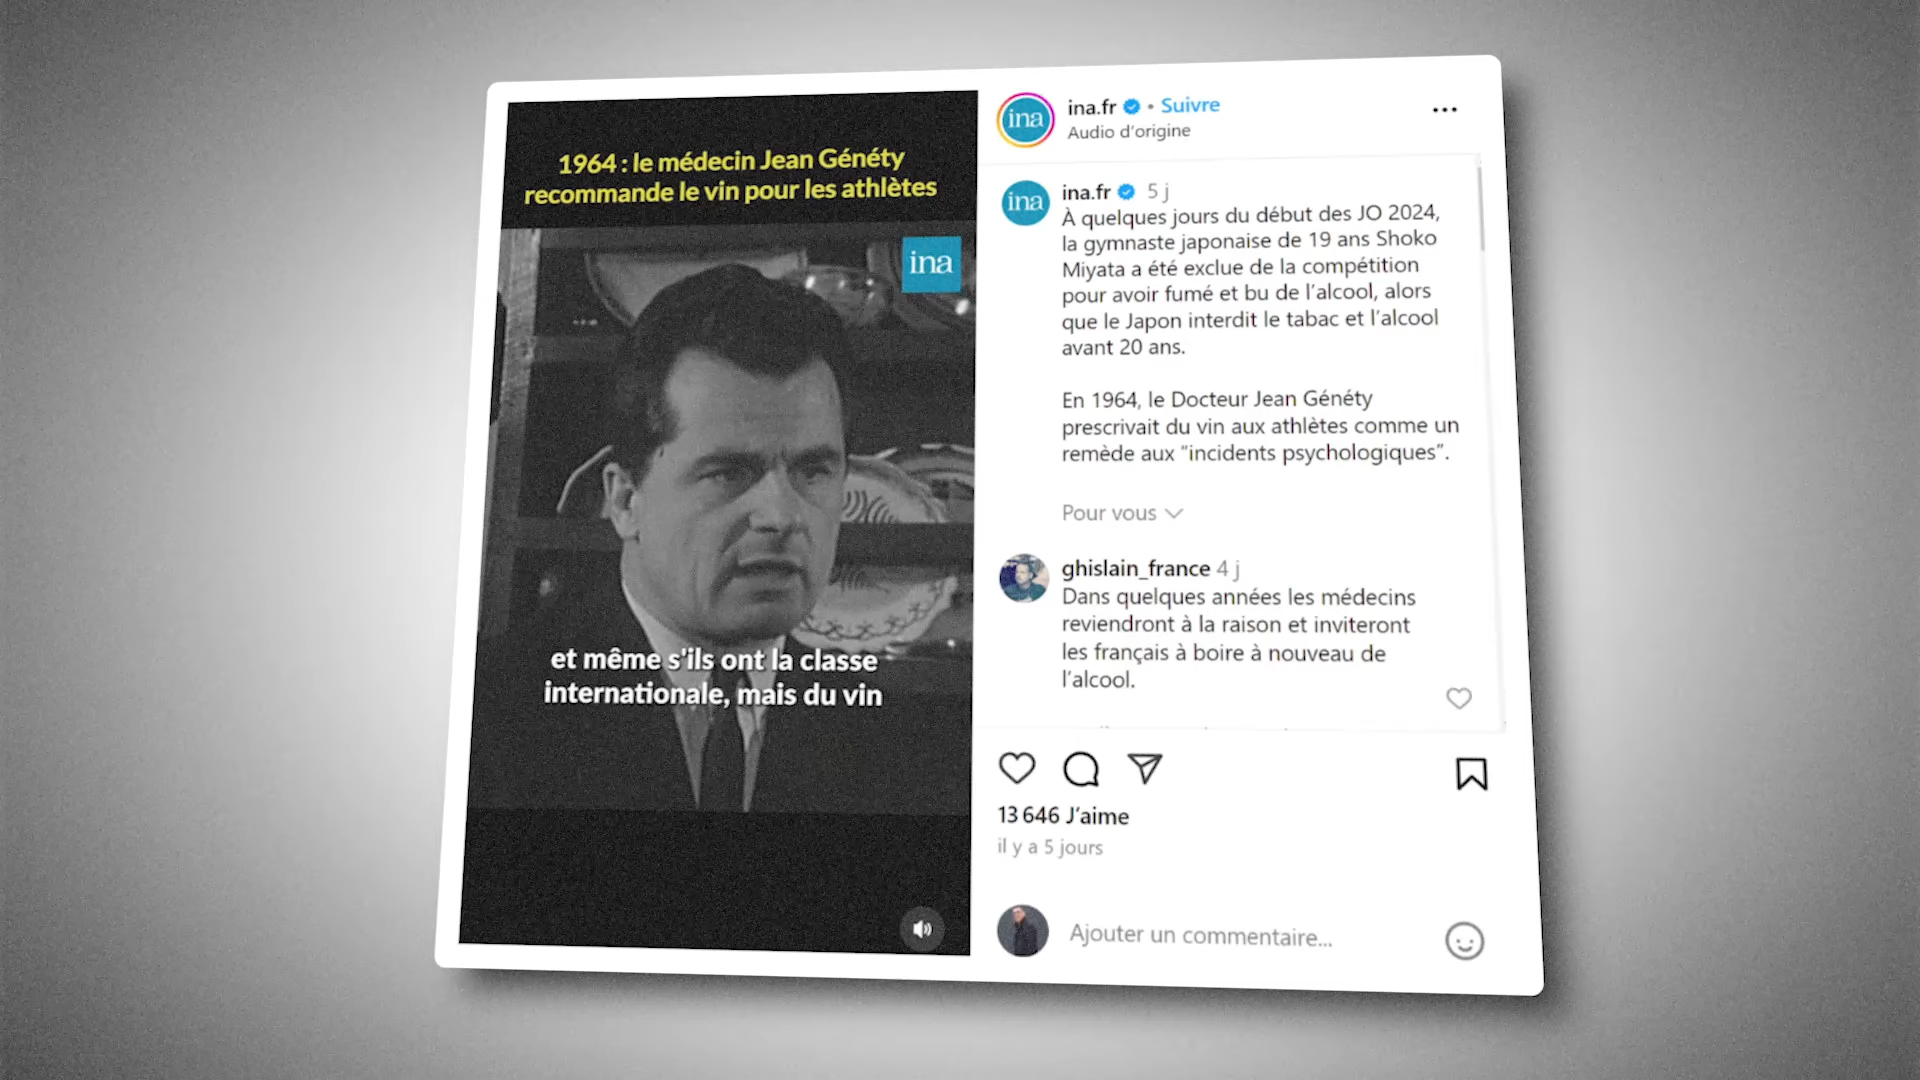 1964 : le médecin Jean Généty
recommande le vin pour les athlètes
ina
et même s'ils ont la classe
internationale, mais du vin
ina
ina.fr • Suivre
Audio d'origine
ina
ina.fr 5 j
À quelques jours du début des JO 2024,
la gymnaste japonaise de 19 ans Shoko
Miyata a été exclue de la compétition
pour avoir fumé et bu de l'alcool, alors
que le Japon interdit le tabac et l'alcool
avant 20 ans.
En 1964, le Docteur Jean Généty
prescrivait du vin aux athlètes comme un
remède aux "incidents psychologiques".
Pour vous
ghislain_france 4 j
Dans quelques années les médecins
reviendront à la raison et inviteront
les français à boire à nouveau de
l'alcool.
13 646 J'aime
il y a 5 jours
Ajouter un commentaire...